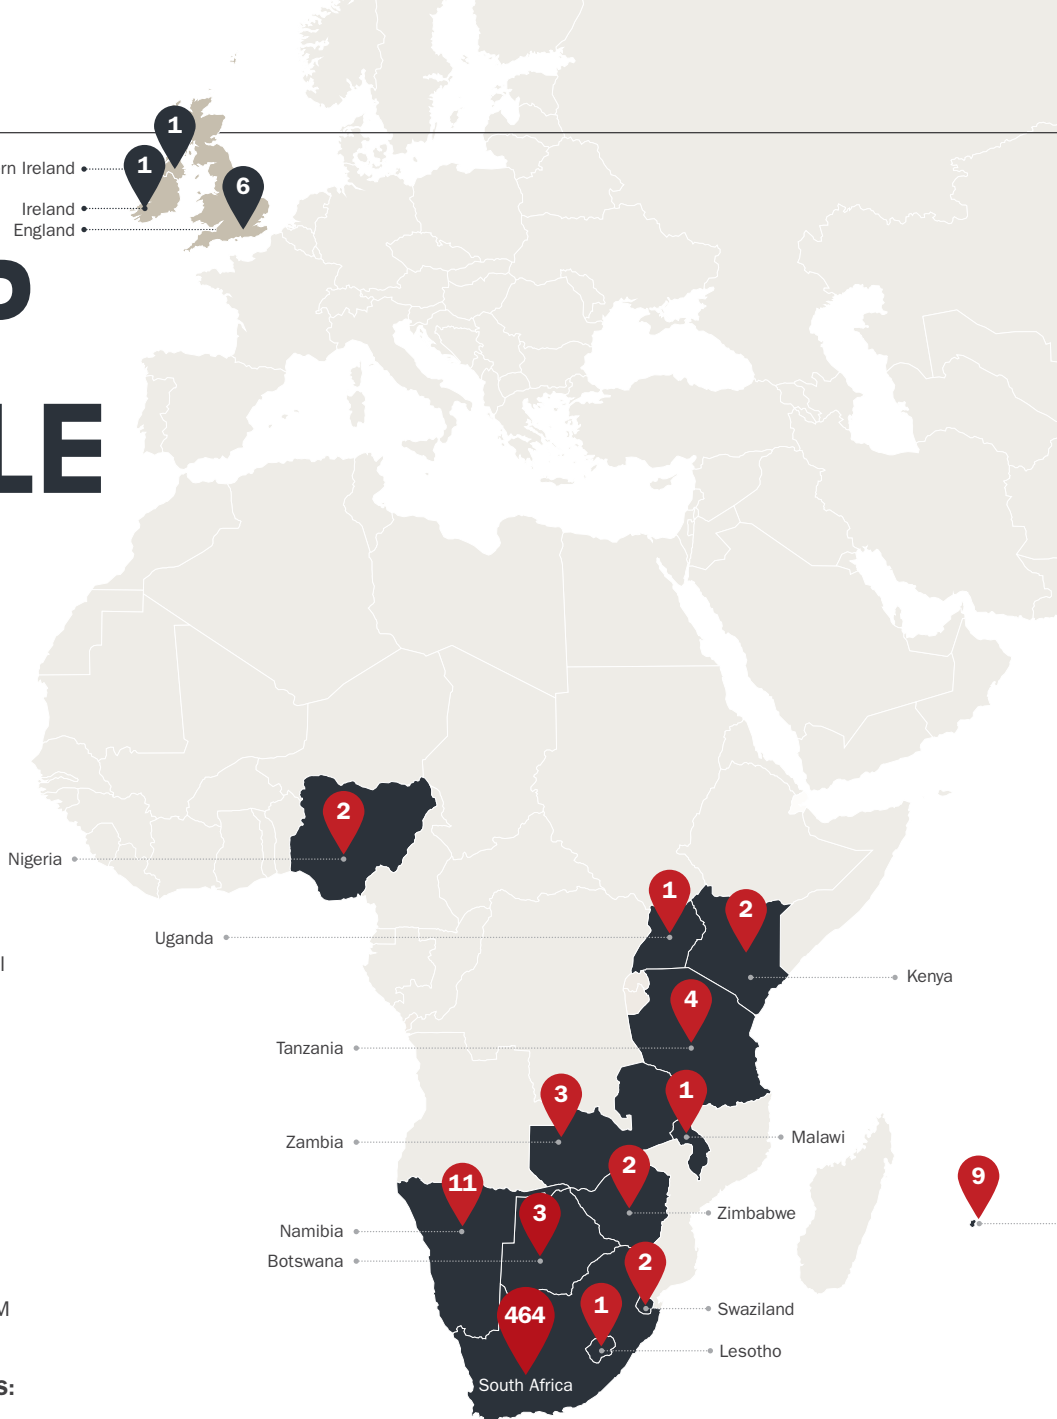 1
1
rn Ireland
6
Ireland
England
P
LE
2
Nigeria
1
2
Uganda
l
Kenya
4
Tanzania
3
1
Zambia
Malawi
2
9
11
3
Zimbabwe
Namibia
Botswana
2
464
1
M
Swaziland
Lesotho
South Africa
s: